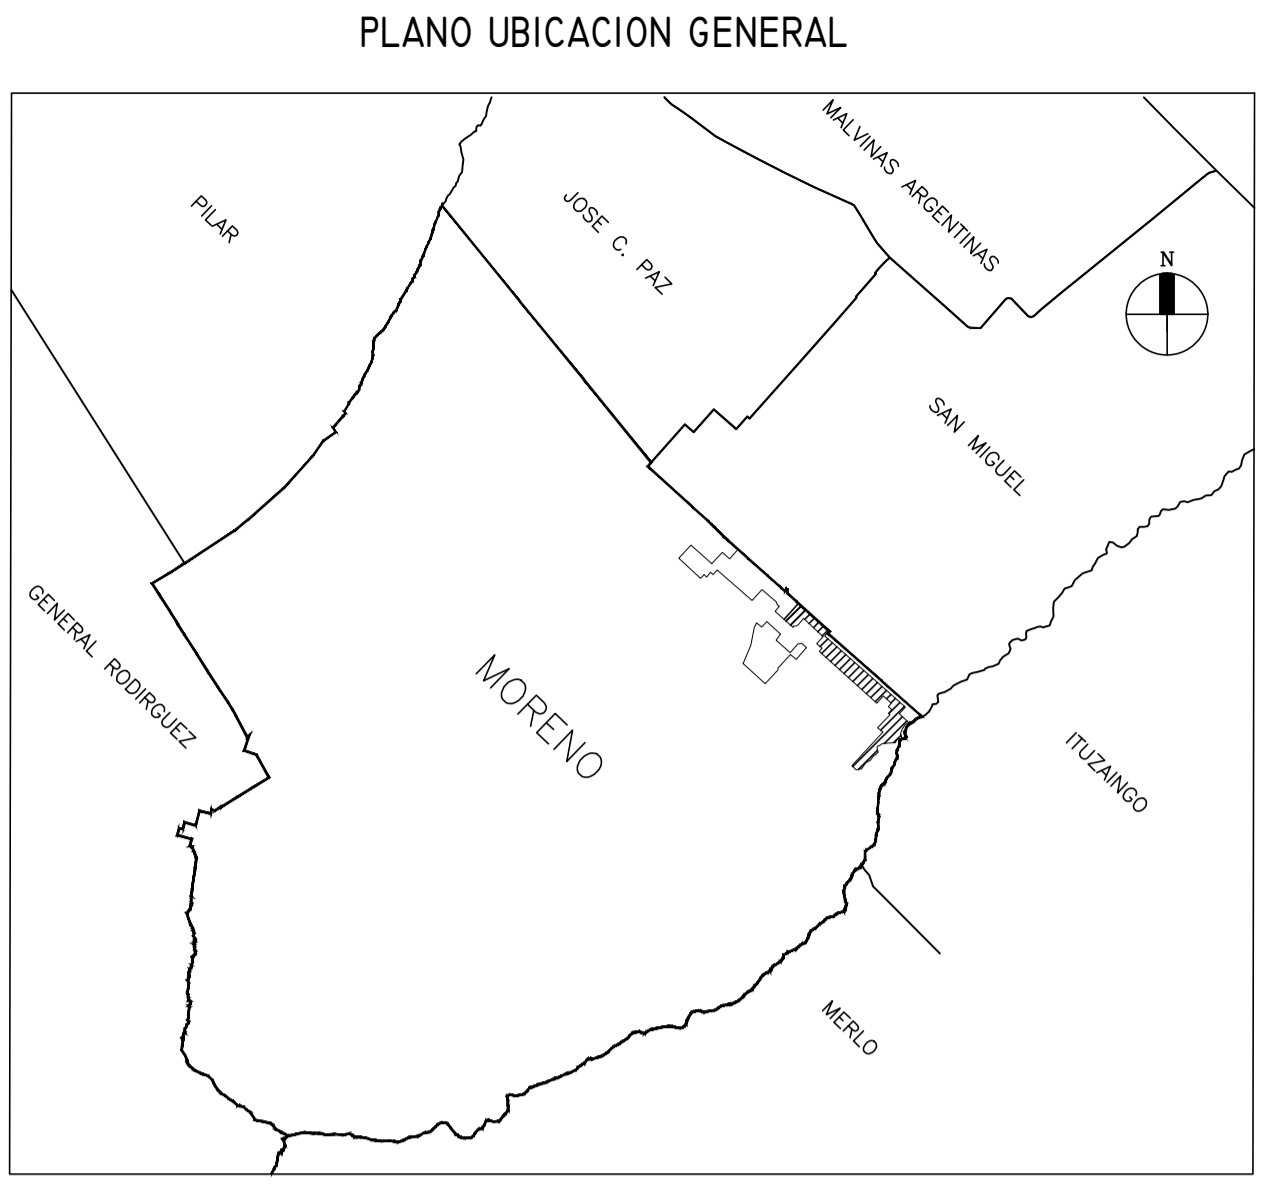 PLANO UBICACION GENERAL
MALVINAS ARGENTINAS
PILAR
JOSE C. PAZ
N
SAN MIGUEL
GENERAL RODIRGUEZ
MORENO
ITUZAINGO
MERLO